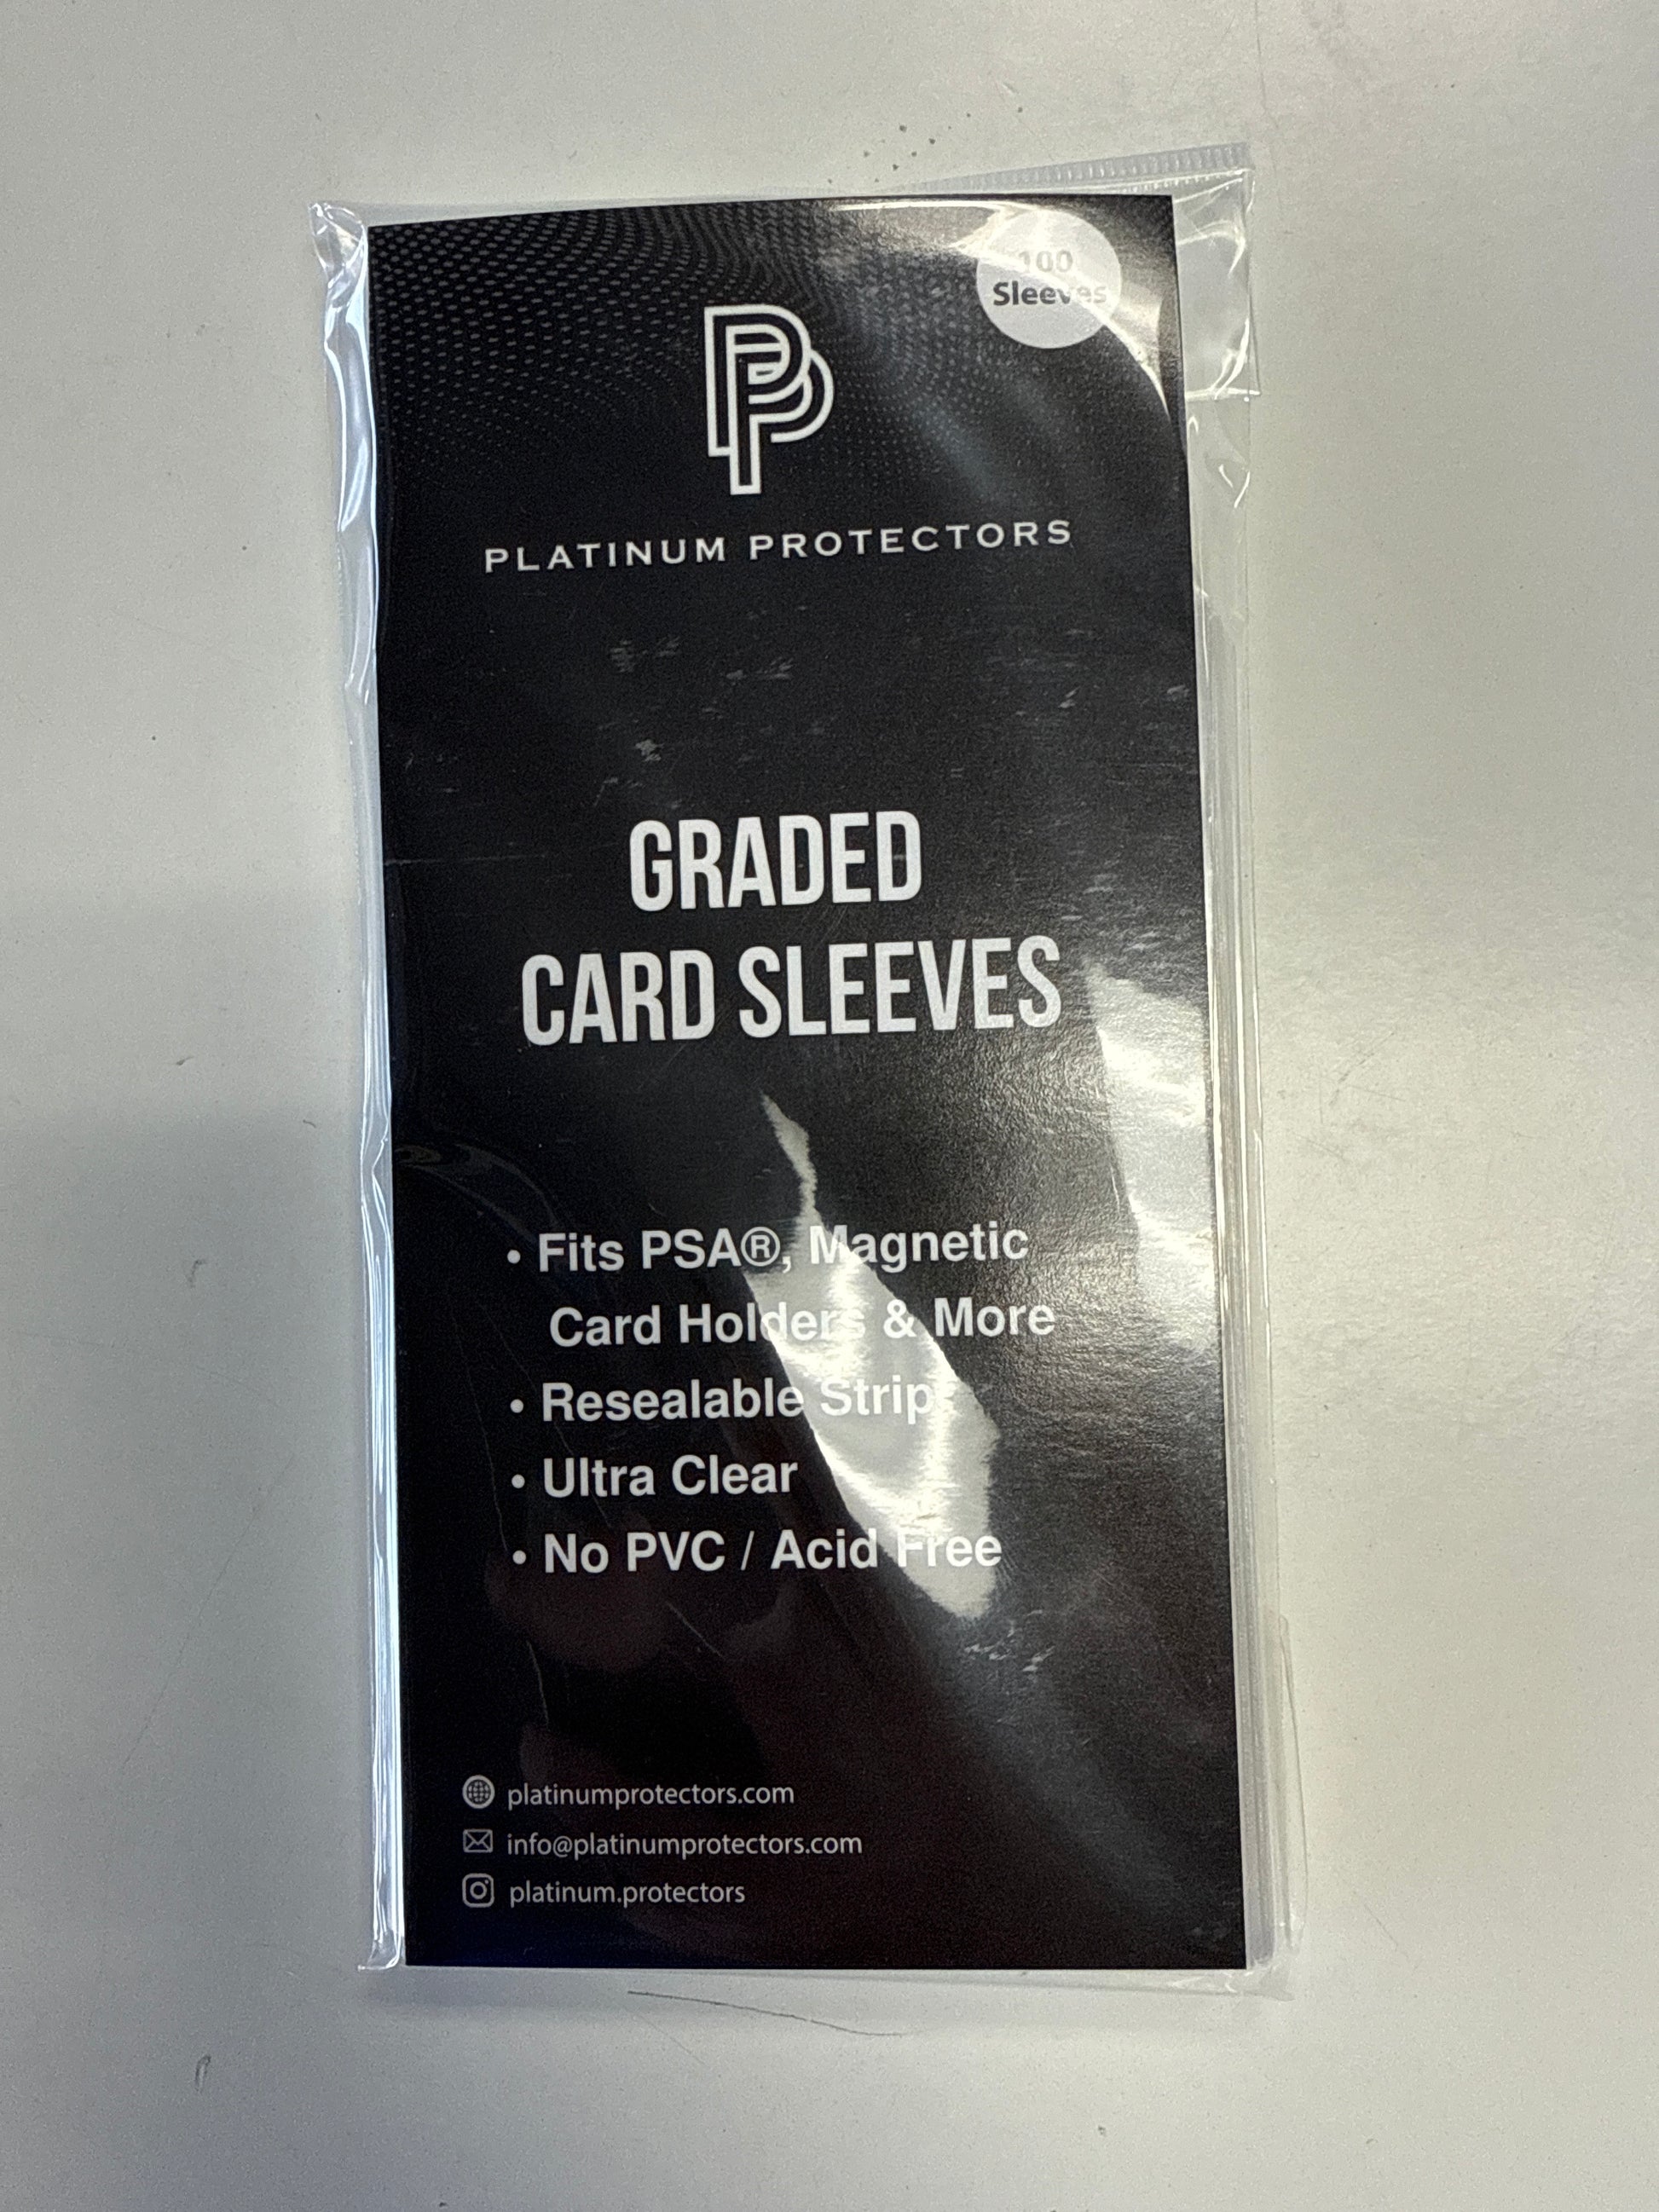 100
Sleeves
PP
PLATINUM PROTECTORS
GRADED
CARD SLEEVES
• Fits PSA®, Magnetic
Card Holders & More
• Resealable Strip
• Ultra Clear
• No PVC / Acid Free
platinumprotectors.com
info@platinumprotectors.com
platinum.protectors